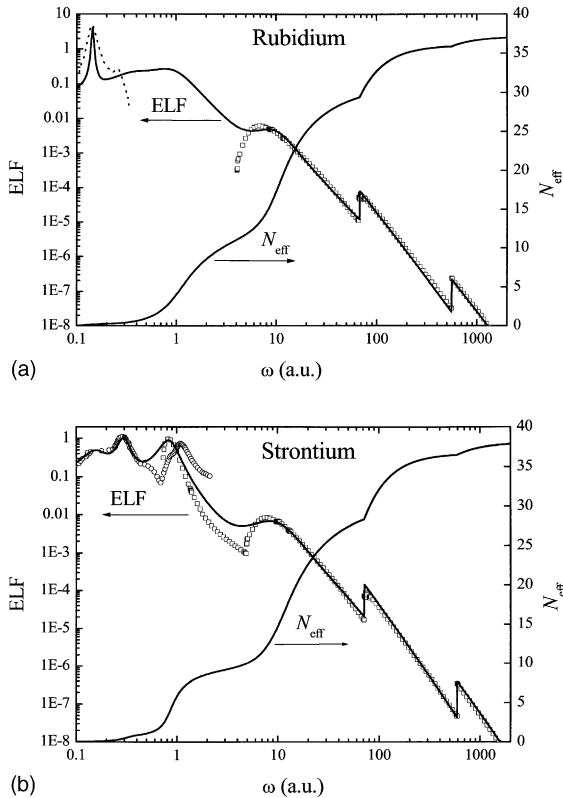 Rubidium
ELF
N_eff
10
1
0.1
0.01
1E-3
1E-4
1E-5
1E-6
1E-7
1E-8
ELF
40
35
30
25
20
15
10
5
0
N_eff
0.1 1 10 100 1000
ω (a.u.)
(a)
Strontium
ELF
N_eff
1
0.1
0.01
1E-3
1E-4
1E-5
1E-6
1E-7
1E-8
ELF
40
35
30
25
20
15
10
5
0
N_eff
0.1 1 10 100 1000
ω (a.u.)
(b)